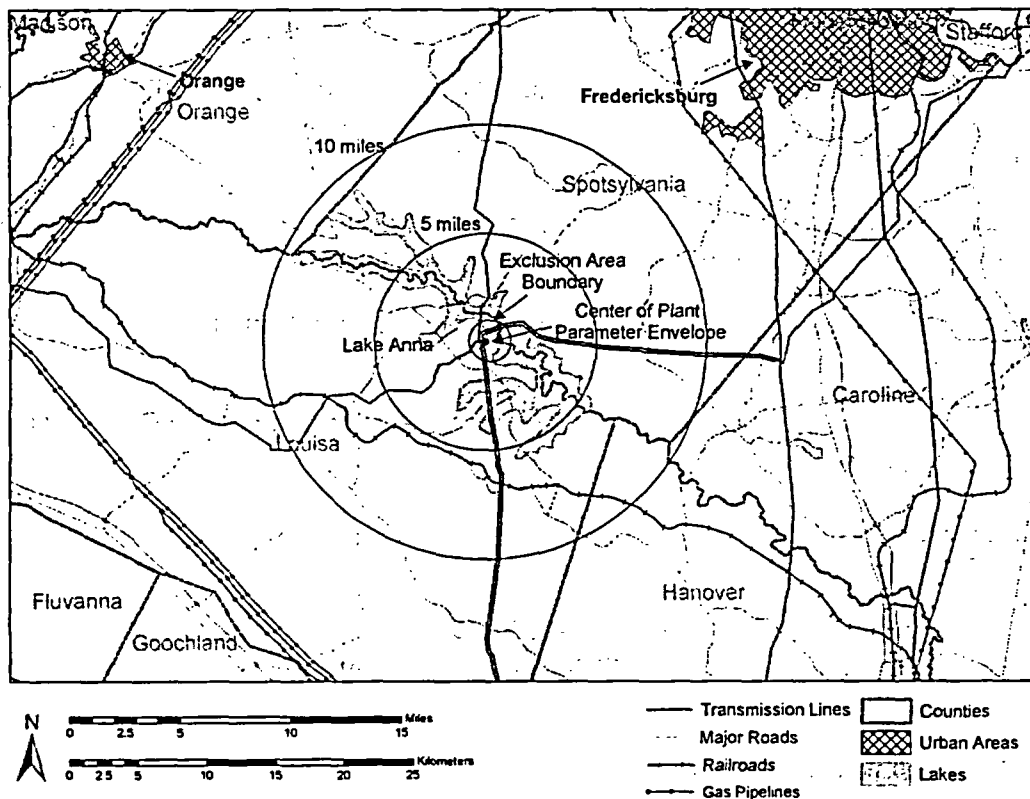 Madison
Stafford
Orange
Orange
Fredericksburg
10 miles
Spotsylvania
5 miles
Exclusion Area
Boundary
Center of Plant
Parameter Envelope
Lake Anna
Caroline
Louisa
Fluvanna
Hanover
Goochland
N
Miles
0 2.5 5 10 15
Kilometers
0 2.5 5 10 15 20 25
Transmission Lines
Major Roads
Railroads
Gas Pipelines
Counties
Urban Areas
Lakes